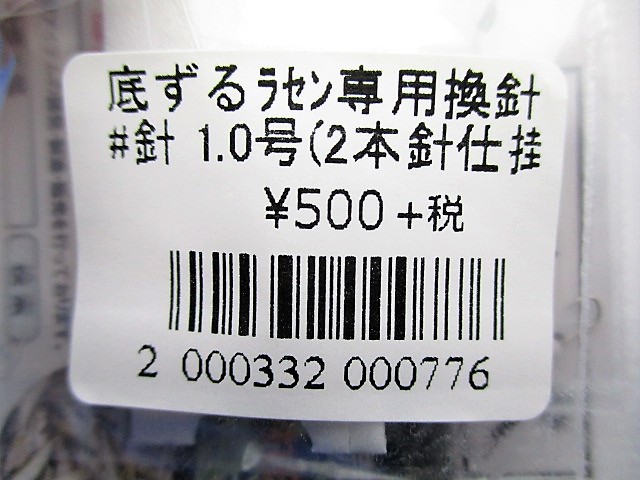 底ずるラセン専用換針
#針 1.0号(2本針仕掛
¥500+税
2 000332 000776